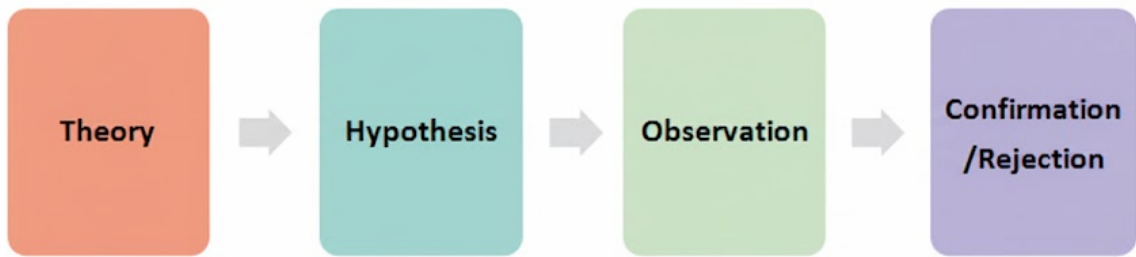 Theory
Hypothesis
Observation
Confirmation
/Rejection